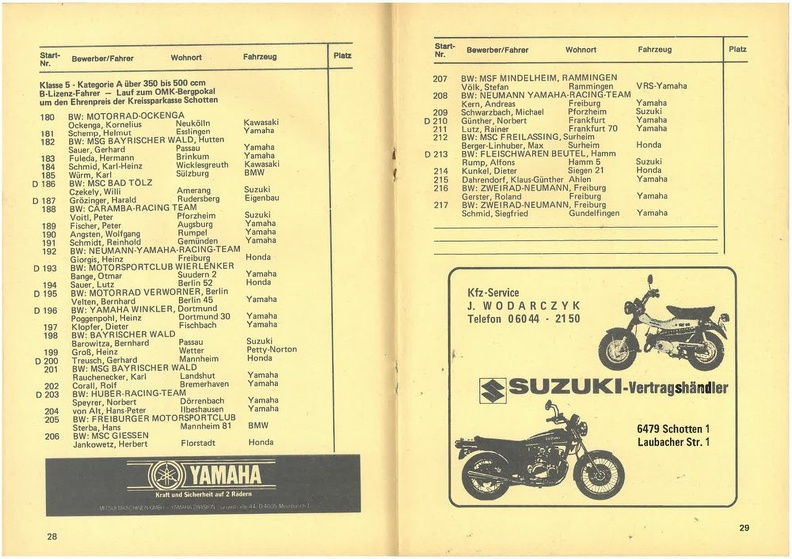 Start-
Nr. Bewerber/Fahrer Wohnort Fahrzeug Platz
Klasse 5 - Kategorie A über 350 bis 500 ccm
B-Lizenz-Fahrer — Lauf zum OMK-Bergpokal
um den Ehrenpreis der Kreissparkasse Schotten
180 BW: MOTORRAD-OCKENGA
Ockenga, Kornelius Neukölln Kawasaki
181 Schemp, Helmut Esslingen Yamaha
182 BW: MSG BAYRISCHER WALD, Hutten
Sauer, Gerhard Passau Yamaha
183 Fuleda, Hermann Brinkum Yamaha
184 Schmid, Karl-Heinz Wicklesgreuth Kawasaki
185 Würm, Karl Sülzburg BMW
D 186 BW: MSC BAD TÖLZ
Czekely, Willi Amerang Suzuki
D 187 Grözinger, Harald Rudersberg Eigenbau
188 BW: CARAMBA-RACING TEAM
Voitl, Peter Pforzheim Suzuki
189 Fischer, Peter Augsburg Yamaha
190 Angsten, Wolfgang Rumpel Yamaha
191 Schmidt, Reinhold Gemünden Yamaha
192 BW: NEUMANN-YAMAHA-RACING-TEAM
Giorgis, Heinz Freiburg Honda
D 193 BW: MOTORSPORTCLUB WIERLENKER
Bange, Otmar Suudern 2 Yamaha
194 Sauer, Lutz Berlin 52 Honda
D 195 BW: MOTORRAD VERWORNER, Berlin
Velten, Bernhard Berlin 45 Yamaha
D 196 BW: YAMAHA WINKLER, Dortmund
Poggenpohl, Heinz Dortmund 30 Yamaha
197 Klopfer, Dieter Fischbach Yamaha
198 BW: BAYRISCHER WALD
Barowitza, Bernhard Passau Suzuki
199 Groß, Heinz Wetter Petty-Norton
D 200 Treusch, Gerhard Mannheim Honda
201 BW: MSG BAYRISCHER WALD
Rauchenecker, Karl Landshut Yamaha
202 Corall, Rolf Bremerhaven Yamaha
D 203 BW: HUBER-RACING-TEAM
Speyrer, Norbert Dörrenbach Yamaha
204 von Alt, Hans-Peter Ilbeshausen Yamaha
205 BW: FREIBURGER MOTORSPORTCLUB
Sterba, Hans Mannheim 81 BMW
206 BW: MSC GIESSEN
Jankowetz, Herbert Florstadt Honda
YAMAHA
Kraft und Sicherheit auf 2 Rädern
28
Start-
Nr. Bewerber/Fahrer Wohnort Fahrzeug Platz
207 BW: MSF MINDELHEIM, RAMMINGEN
Völk, Stefan Rammingen VRS-Yamaha
208 BW: NEUMANN YAMAHA-RACING-TEAM
Kern, Andreas Freiburg Yamaha
209 Schwarzbach, Michael Pforzheim Suzuki
D 210 Günther, Norbert Frankfurt Yamaha
211 Lutz, Rainer Frankfurt 70 Yamaha
212 BW: MSC FREILASSING, Surheim
Berger-Linhuber, Max Surheim Honda
D 213 BW: FLEISCHWAREN BEUTEL, Hamm
Rump, Alfons Hamm 5 Suzuki
214 Kunkel, Dieter Siegen 21 Honda
215 Dahrendorf, Klaus-Günther Ahlen Yamaha
216 BW: ZWEIRAD-NEUMANN, Freiburg
Gerster, Roland Freiburg Yamaha
217 BW: ZWEIRAD-NEUMANN, Freiburg
Schmid, Siegfried Gundelfingen Yamaha
Kfz-Service
J. WODARCZYK
Telefon 06044 - 2150
SUZUKI-Vertragshändler
6479 Schotten 1
Laubacher Str. 1
29